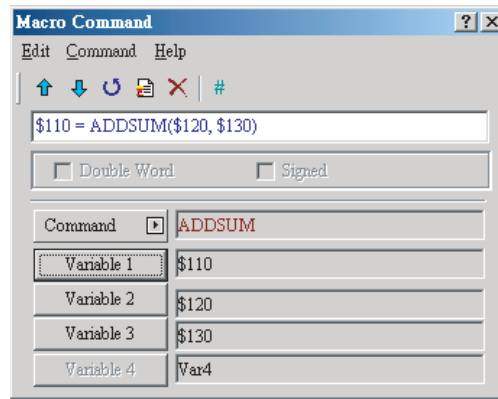 Macro Command
Edit Command Help
#
$110 = ADDSUM($120, $130)
Double Word Signed
Command ADDSUM
Variable 1 $110
Variable 2 $120
Variable 3 $130
Variable 4 Var4